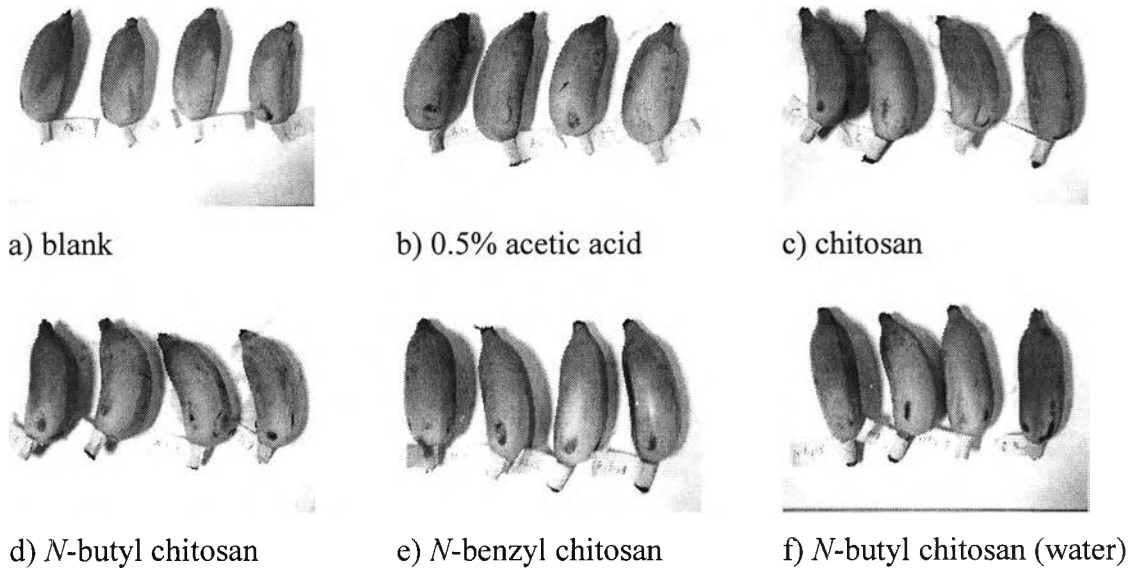 a) blank
b) 0.5% acetic acid
c) chitosan
d) N-butyl chitosan
e) N-benzyl chitosan
f) N-butyl chitosan (water)